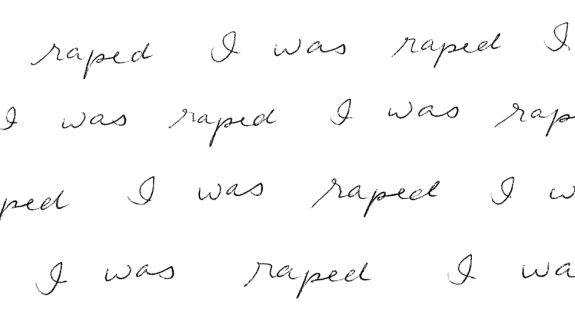 raped I was raped I
I was raped I was rap
ped I was raped I w
I was raped I wa